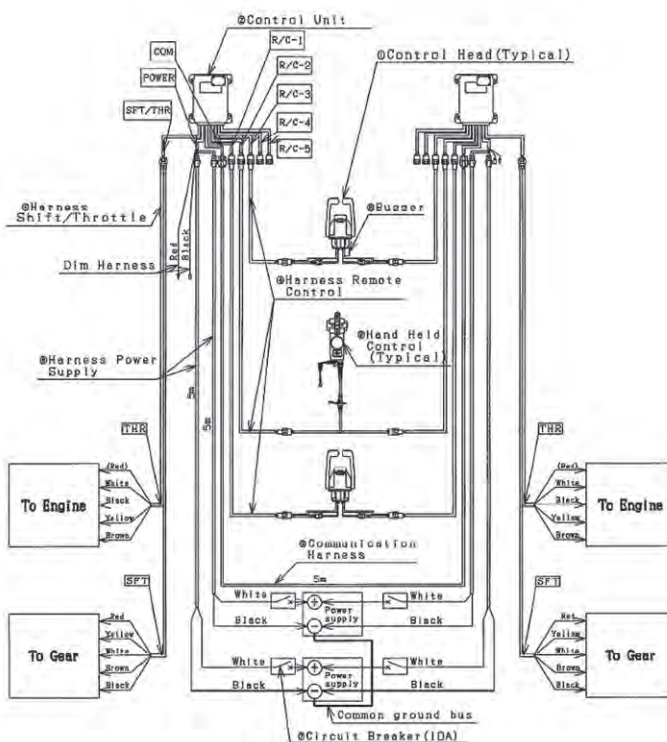 ②Control Unit
R/C-1
①Control Head(Typical)
COM
R/C-2
POWER
R/C-3
SFT/THR
R/C-4
R/C-5
Harness
Shift/Throttle
Buzzer
Red
Black
Dim Harness
Harness Remote
Control
Hand Held
Control
(Typical)
Harness Power
Supply
5m
5m
THR
THR
To Engine
(Red)
White
Black
Yellow
Brown
(Red)
White
Black
Yellow
Brown
To Engine
Communication
Harness
5m
SFT
SFT
White
+
Power
supply
White
Black
−
Black
To Gear
Red
Yellow
White
Brown
Black
Red
Yellow
White
Brown
Black
To Gear
White
+
Power
supply
White
Black
−
Black
Common ground bus
Circuit Breaker(10A)